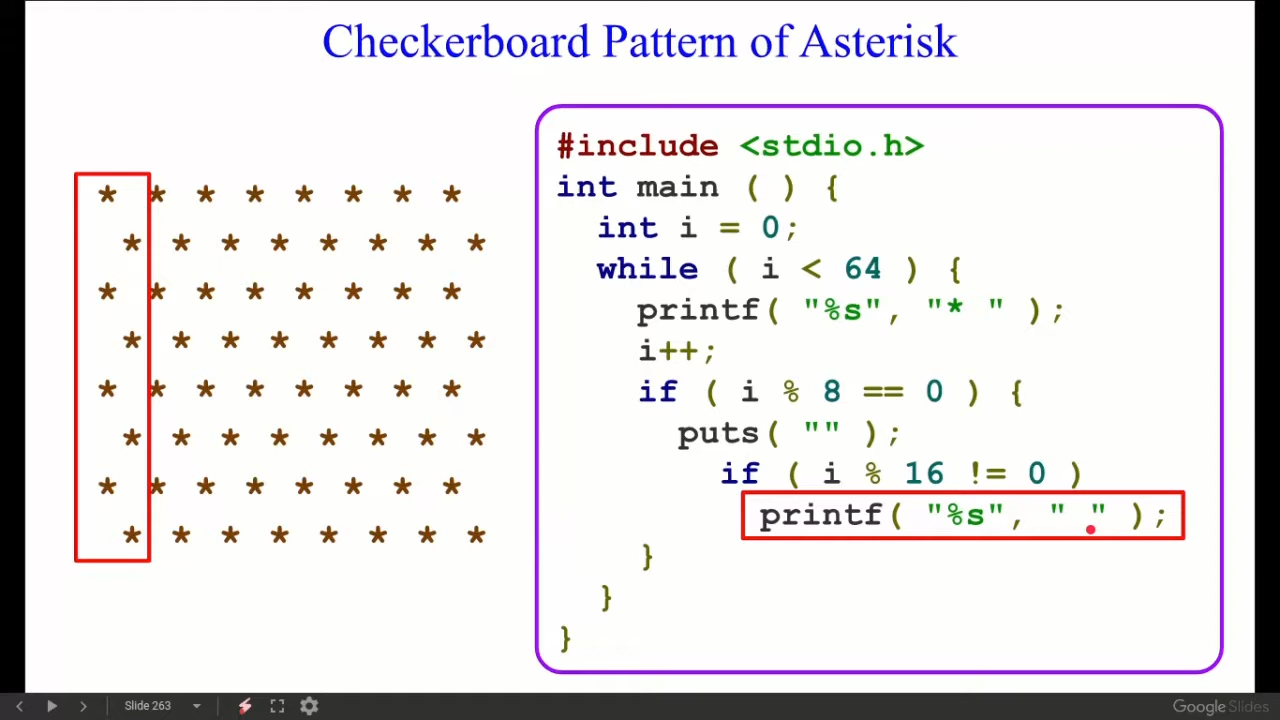 Checkerboard Pattern of Asterisk
* * * * * * * *
 * * * * * * * *
* * * * * * * *
 * * * * * * * *
* * * * * * * *
 * * * * * * * *
* * * * * * * *
 * * * * * * * *
#include <stdio.h>
int main ( ) {
int i = 0;
while ( i < 64 ) {
printf( "%s", "* " );
i++;
if ( i % 8 == 0 ) {
puts( "" );
if ( i % 16 != 0 )
printf( "%s", " " );
}
}
}
Slide 263
Google Slides